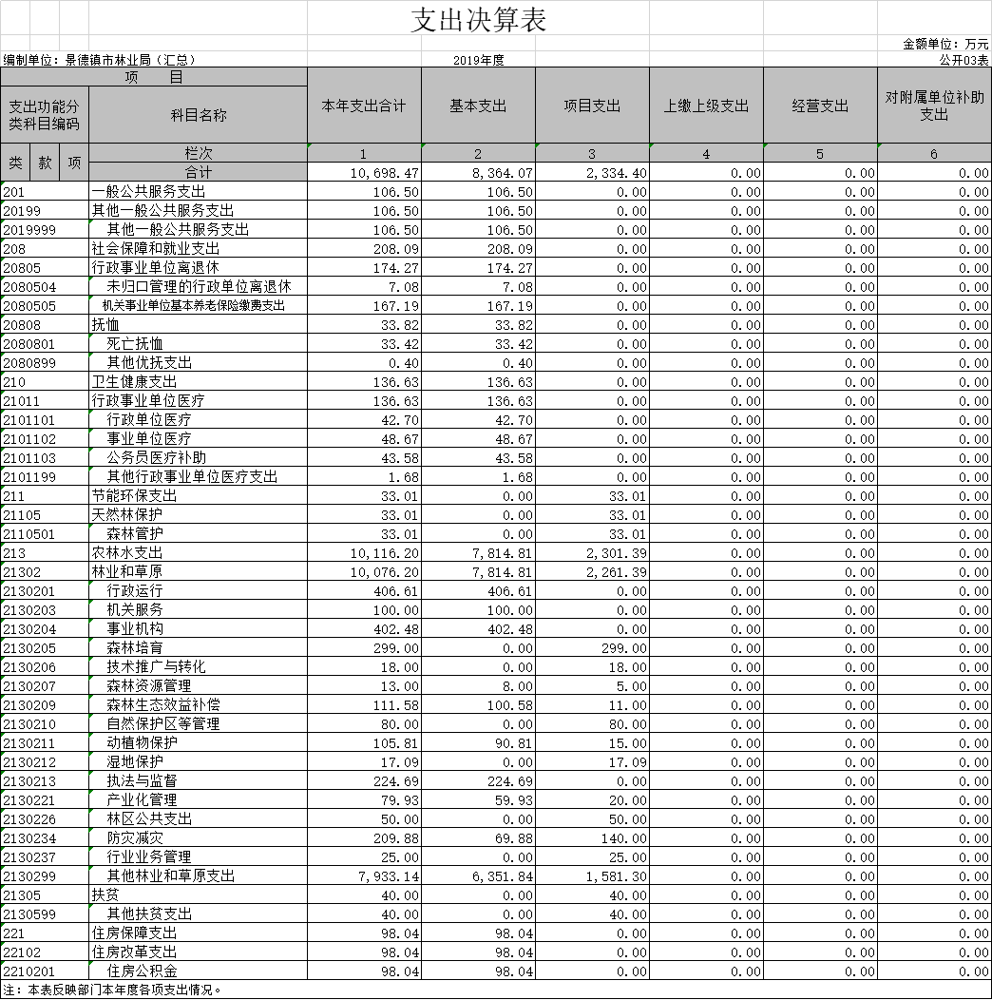 支出决算表
金额单位：万元
编制单位：景德镇市林业局（汇总） 2019年度 公开03表
项 目 本年支出合计 基本支出 项目支出 上缴上级支出 经营支出 对附属单位补助支出
支出功能分类科目编码 科目名称
类 款 项 栏次 1 2 3 4 5 6
合计 10,698.47 8,364.07 2,334.40 0.00 0.00 0.00
201 一般公共服务支出 106.50 106.50 0.00 0.00 0.00 0.00
20199 其他一般公共服务支出 106.50 106.50 0.00 0.00 0.00 0.00
2019999 其他一般公共服务支出 106.50 106.50 0.00 0.00 0.00 0.00
208 社会保障和就业支出 208.09 208.09 0.00 0.00 0.00 0.00
20805 行政事业单位离退休 174.27 174.27 0.00 0.00 0.00 0.00
2080504 未归口管理的行政单位离退休 7.08 7.08 0.00 0.00 0.00 0.00
2080505 机关事业单位基本养老保险缴费支出 167.19 167.19 0.00 0.00 0.00 0.00
20808 抚恤 33.82 33.82 0.00 0.00 0.00 0.00
2080801 死亡抚恤 33.42 33.42 0.00 0.00 0.00 0.00
2080899 其他优抚支出 0.40 0.40 0.00 0.00 0.00 0.00
210 卫生健康支出 136.63 136.63 0.00 0.00 0.00 0.00
21011 行政事业单位医疗 136.63 136.63 0.00 0.00 0.00 0.00
2101101 行政单位医疗 42.70 42.70 0.00 0.00 0.00 0.00
2101102 事业单位医疗 48.67 48.67 0.00 0.00 0.00 0.00
2101103 公务员医疗补助 43.58 43.58 0.00 0.00 0.00 0.00
2101199 其他行政事业单位医疗支出 1.68 1.68 0.00 0.00 0.00 0.00
211 节能环保支出 33.01 0.00 33.01 0.00 0.00 0.00
21105 天然林保护 33.01 0.00 33.01 0.00 0.00 0.00
2110501 森林管护 33.01 0.00 33.01 0.00 0.00 0.00
213 农林水支出 10,116.20 7,814.81 2,301.39 0.00 0.00 0.00
21302 林业和草原 10,076.20 7,814.81 2,261.39 0.00 0.00 0.00
2130201 行政运行 406.61 406.61 0.00 0.00 0.00 0.00
2130203 机关服务 100.00 100.00 0.00 0.00 0.00 0.00
2130204 事业机构 402.48 402.48 0.00 0.00 0.00 0.00
2130205 森林培育 299.00 0.00 299.00 0.00 0.00 0.00
2130206 技术推广与转化 18.00 0.00 18.00 0.00 0.00 0.00
2130207 森林资源管理 13.00 8.00 5.00 0.00 0.00 0.00
2130209 森林生态效益补偿 111.58 100.58 11.00 0.00 0.00 0.00
2130210 自然保护区等管理 80.00 0.00 80.00 0.00 0.00 0.00
2130211 动植物保护 105.81 90.81 15.00 0.00 0.00 0.00
2130212 湿地保护 17.09 0.00 17.09 0.00 0.00 0.00
2130213 执法与监督 224.69 224.69 0.00 0.00 0.00 0.00
2130221 产业化管理 79.93 59.93 20.00 0.00 0.00 0.00
2130226 林区公共支出 50.00 0.00 50.00 0.00 0.00 0.00
2130234 防灾减灾 209.88 69.88 140.00 0.00 0.00 0.00
2130237 行业业务管理 25.00 0.00 25.00 0.00 0.00 0.00
2130299 其他林业和草原支出 7,933.14 6,351.84 1,581.30 0.00 0.00 0.00
21305 扶贫 40.00 0.00 40.00 0.00 0.00 0.00
2130599 其他扶贫支出 40.00 0.00 40.00 0.00 0.00 0.00
221 住房保障支出 98.04 98.04 0.00 0.00 0.00 0.00
22102 住房改革支出 98.04 98.04 0.00 0.00 0.00 0.00
2210201 住房公积金 98.04 98.04 0.00 0.00 0.00 0.00
注：本表反映部门本年度各项支出情况。